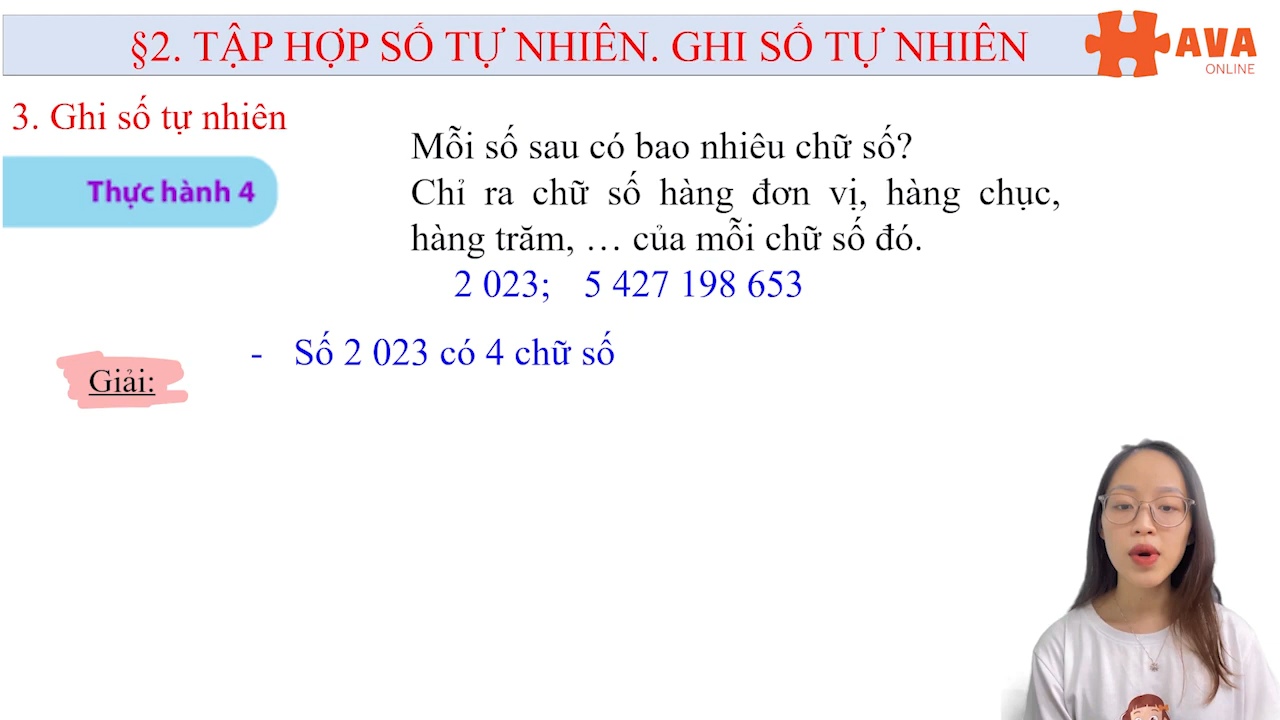 §2. TẬP HỢP SỐ TỰ NHIÊN. GHI SỐ TỰ NHIÊN
AVA
ONLINE
3. Ghi số tự nhiên
Thực hành 4
Mỗi số sau có bao nhiêu chữ số?
Chỉ ra chữ số hàng đơn vị, hàng chục,
hàng trăm, … của mỗi chữ số đó.
2 023; 5 427 198 653
- Số 2 023 có 4 chữ số
Giải: